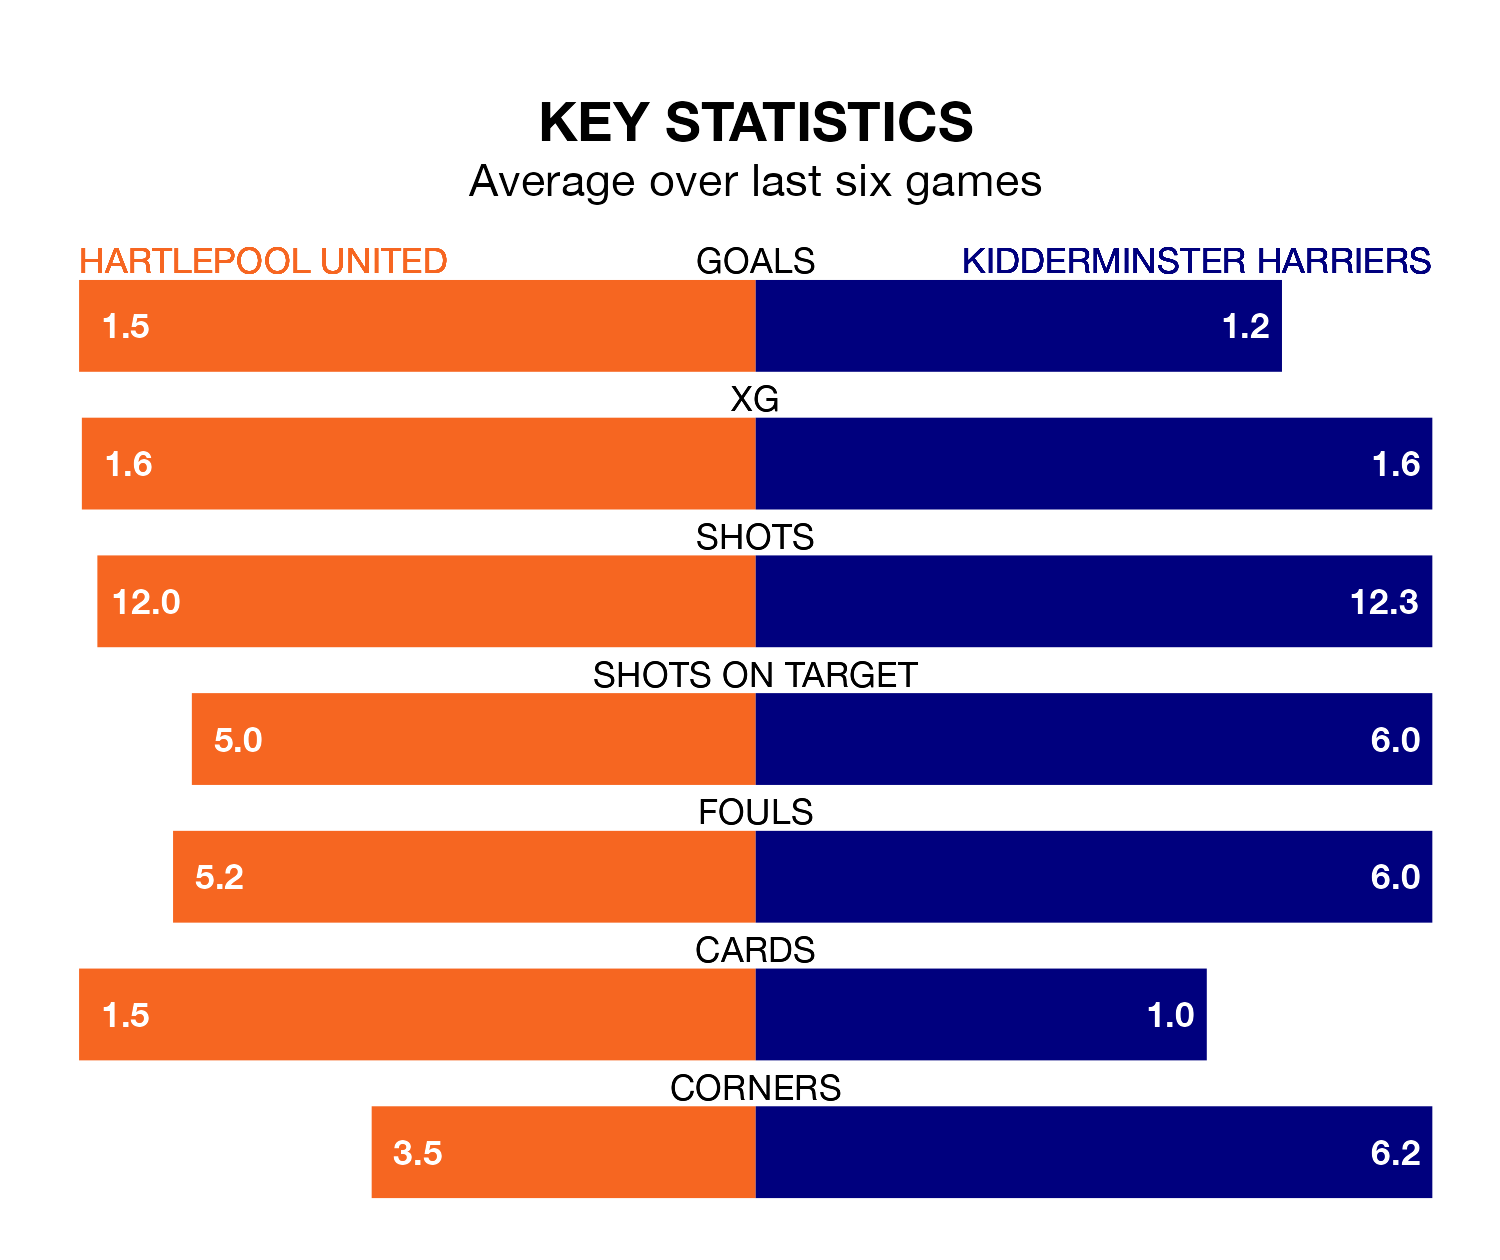 KEY STATISTICS
Average over last six games
HARTLEPOOL UNITED GOALS KIDDERMINSTER HARRIERS
1.5 1.2
XG
1.6 1.6
SHOTS
12.0 12.3
SHOTS ON TARGET
5.0 6.0
FOULS
5.2 6.0
CARDS
1.5 1.0
CORNERS
3.5 6.2